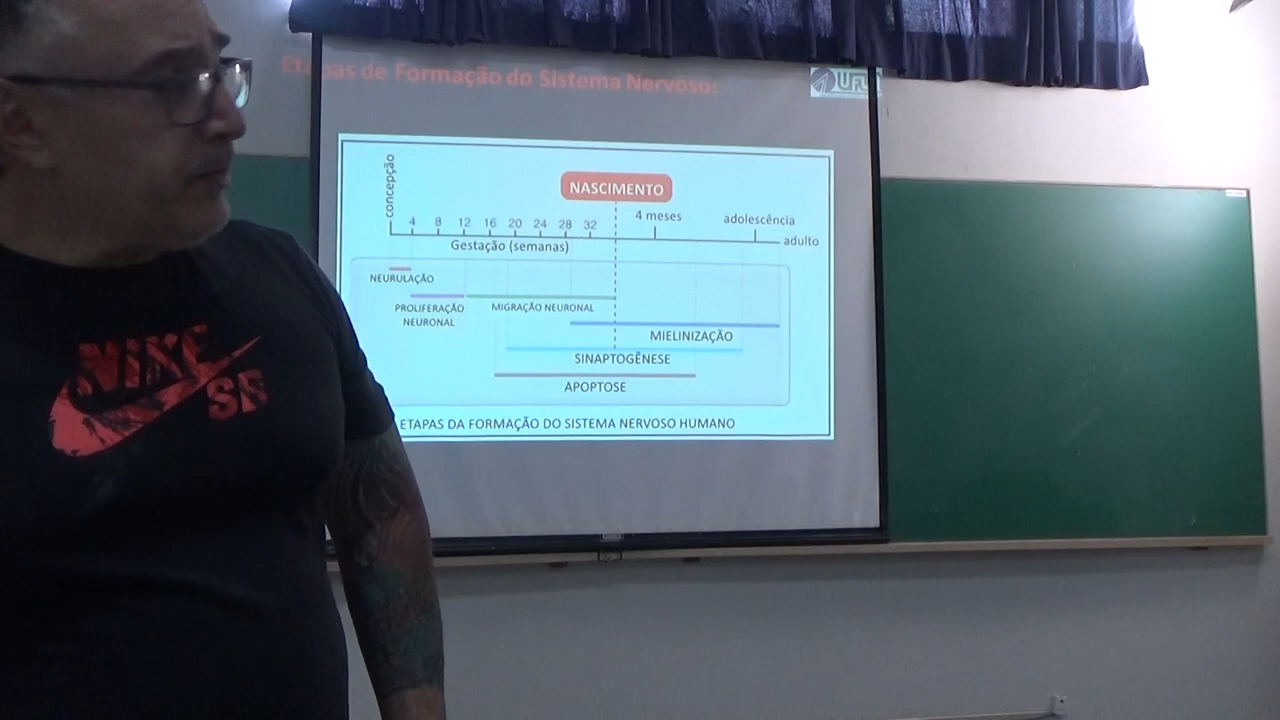 Etapas de Formação do Sistema Nervoso:
UFU
NASCIMENTO
concepção
4 8 12 16 20 24 28 32
4 meses
adolescência
adulto
Gestação (semanas)
NEURULAÇÃO
PROLIFERAÇÃO
NEURONAL
MIGRAÇÃO NEURONAL
MIELINIZAÇÃO
SINAPTOGÊNESE
APOPTOSE
ETAPAS DA FORMAÇÃO DO SISTEMA NERVOSO HUMANO
NIKE
SB